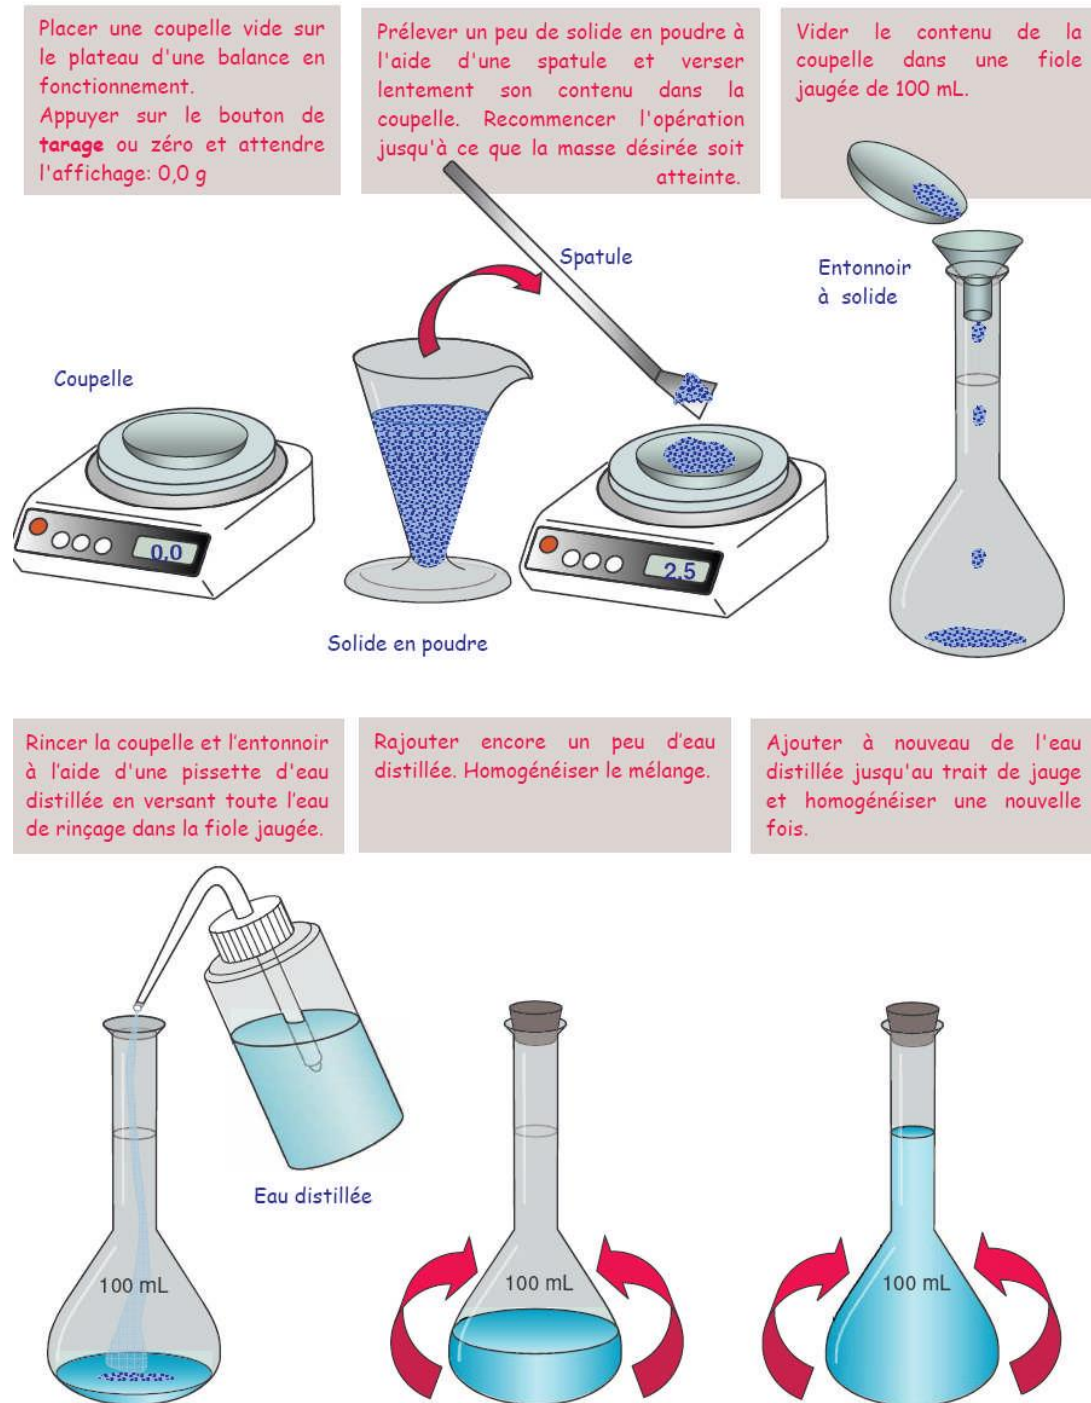 Placer une coupelle vide sur
le plateau d'une balance en
fonctionnement.
Appuyer sur le bouton de
tarage ou zéro et attendre
l'affichage: 0,0 g
Prélever un peu de solide en poudre à
l'aide d'une spatule et verser
lentement son contenu dans la
coupelle. Recommencer l'opération
jusqu'à ce que la masse désirée soit
atteinte.
Vider le contenu de la
coupelle dans une fiole
jaugée de 100 mL.
Spatule
Entonnoir
à solide
Coupelle
0.0
2.5
Solide en poudre
Rincer la coupelle et l'entonnoir
à l'aide d'une pissette d'eau
distillée en versant toute l'eau
de rinçage dans la fiole jaugée.
Rajouter encore un peu d'eau
distillée. Homogénéiser le mélange.
Ajouter à nouveau de l'eau
distillée jusqu'au trait de jauge
et homogénéiser une nouvelle
fois.
Eau distillée
100 mL
100 mL
100 mL